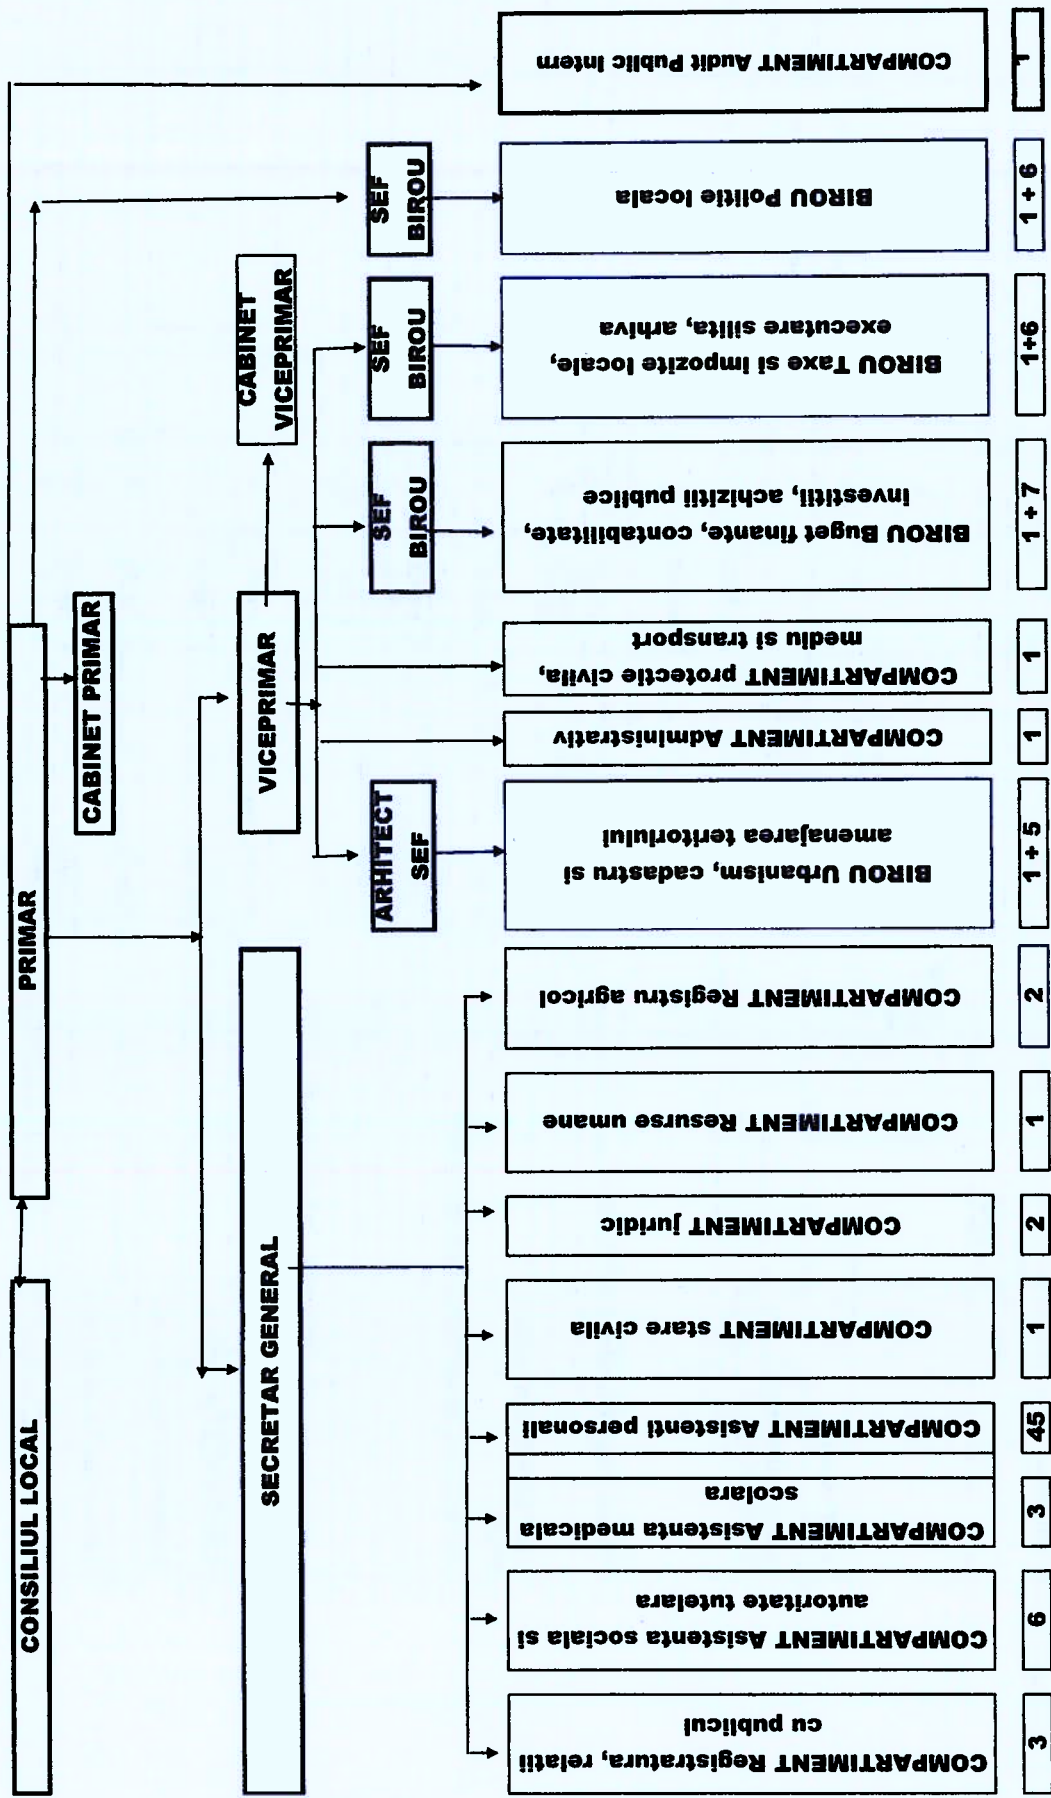 CONSILIUL LOCAL
PRIMAR
CABINET PRIMAR
SECRETAR GENERAL
VICEPRIMAR
CABINET
VICEPRIMAR
ARHITECT
SEF
SEF
BIROU
SEF
BIROU
SEF
BIROU
COMPARTIMENT Registratura, relatii
cu publicul
COMPARTIMENT Asistenta sociala si
autoritate tutelara
COMPARTIMENT Asistenta medicala
scolara
COMPARTIMENT Asistenti personali
COMPARTIMENT stare civila
COMPARTIMENT juridic
COMPARTIMENT Resurse umane
COMPARTIMENT Registru agricol
BIROU Urbanism, cadastru si
amenajarea teritoriului
COMPARTIMENT Administrativ
COMPARTIMENT protectie civila,
mediu si transport
BIROU Buget finante, contabilitate,
investitii, achizitii publice
BIROU Taxe si impozite locale,
executare silita, arhiva
BIROU Politie locala
COMPARTIMENT Audit Public Intern
3
6
3
45
1
2
1
2
1 + 5
1
1
1 + 7
1+6
1 + 6
1